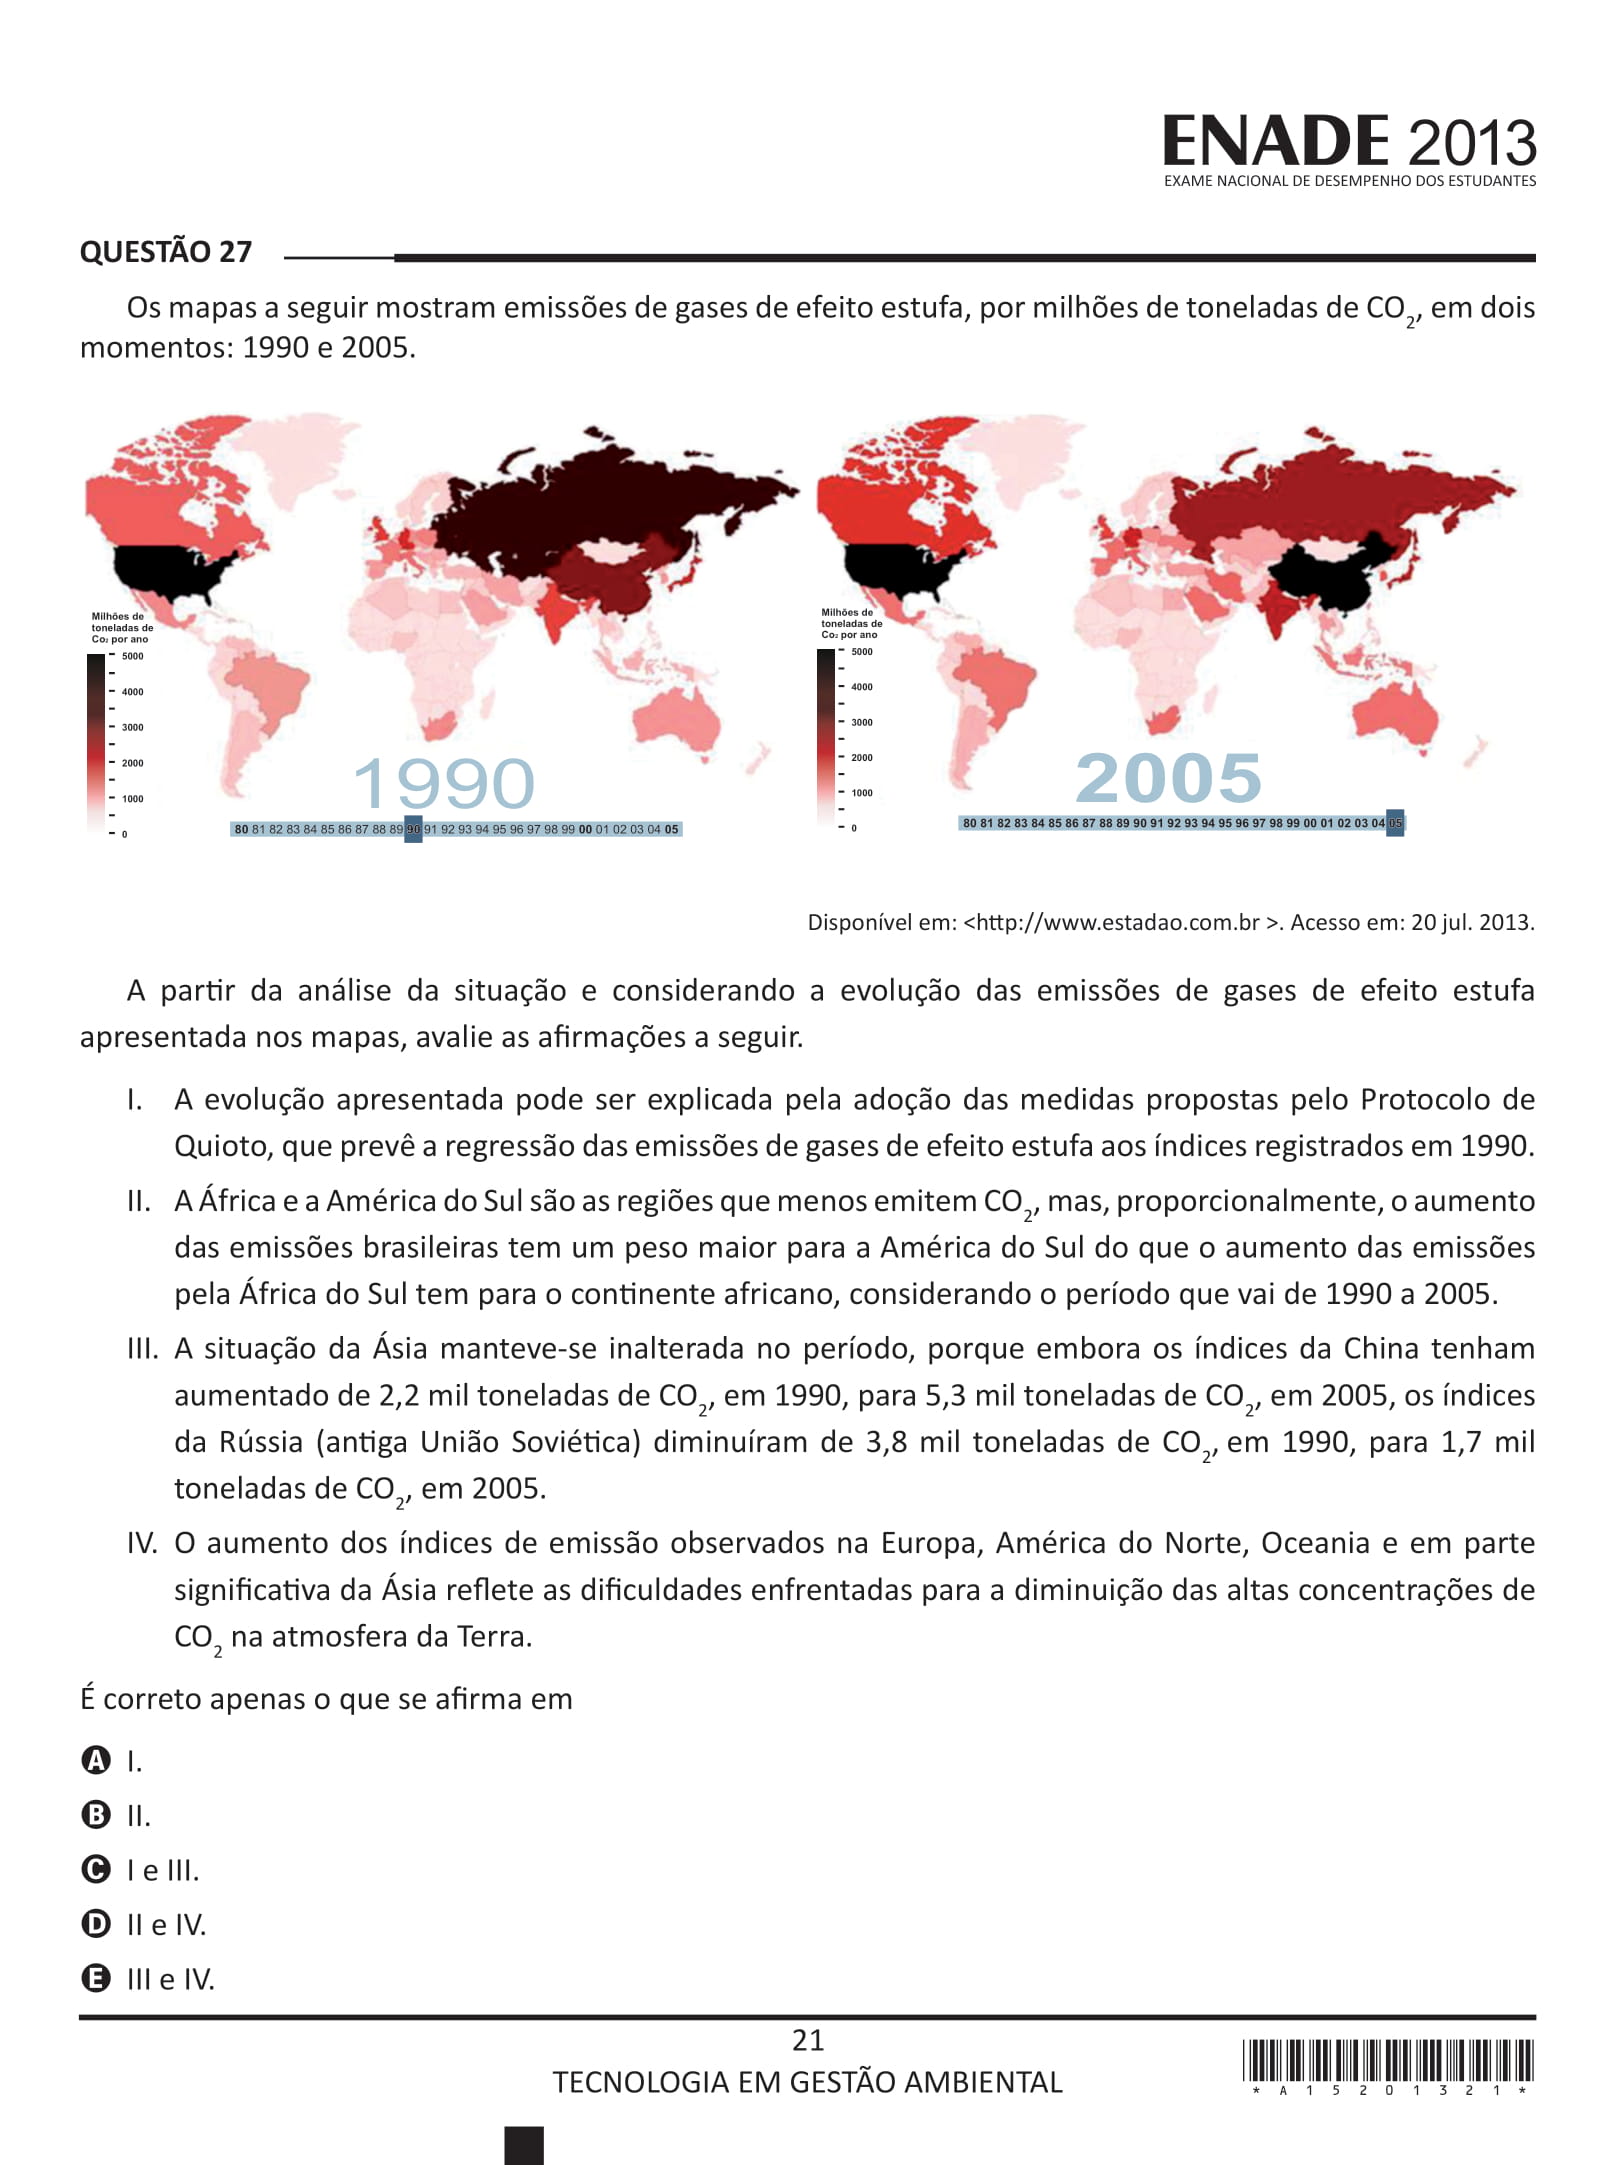 ENADE 2013
EXAME NACIONAL DE DESEMPENHO DOS ESTUDANTES
QUESTÃO 27
Os mapas a seguir mostram emissões de gases de efeito estufa, por milhões de toneladas de CO2, em dois
momentos: 1990 e 2005.
Milhões de
toneladas de
Co₂ por ano
5000
4000
3000
2000
1000
0
1990
80 81 82 83 84 85 86 87 88 89 90 91 92 93 94 95 96 97 98 99 00 01 02 03 04 05
Milhões de
toneladas de
Co₂ por ano
5000
4000
3000
2000
1000
0
2005
80 81 82 83 84 85 86 87 88 89 90 91 92 93 94 95 96 97 98 99 00 01 02 03 04 05
Disponível em: <http://www.estadao.com.br >. Acesso em: 20 jul. 2013.
A partir da análise da situação e considerando a evolução das emissões de gases de efeito estufa
apresentada nos mapas, avalie as afirmações a seguir.
I. A evolução apresentada pode ser explicada pela adoção das medidas propostas pelo Protocolo de
Quioto, que prevê a regressão das emissões de gases de efeito estufa aos índices registrados em 1990.
II. A África e a América do Sul são as regiões que menos emitem CO2, mas, proporcionalmente, o aumento
das emissões brasileiras tem um peso maior para a América do Sul do que o aumento das emissões
pela África do Sul tem para o continente africano, considerando o período que vai de 1990 a 2005.
III. A situação da Ásia manteve-se inalterada no período, porque embora os índices da China tenham
aumentado de 2,2 mil toneladas de CO2, em 1990, para 5,3 mil toneladas de CO2, em 2005, os índices
da Rússia (antiga União Soviética) diminuíram de 3,8 mil toneladas de CO2, em 1990, para 1,7 mil
toneladas de CO2, em 2005.
IV. O aumento dos índices de emissão observados na Europa, América do Norte, Oceania e em parte
significativa da Ásia reflete as dificuldades enfrentadas para a diminuição das altas concentrações de
CO2 na atmosfera da Terra.
É correto apenas o que se afirma em
A I.
B II.
C I e III.
D II e IV.
E III e IV.
21
TECNOLOGIA EM GESTÃO AMBIENTAL
* A 1 5 2 0 1 3 2 1 *